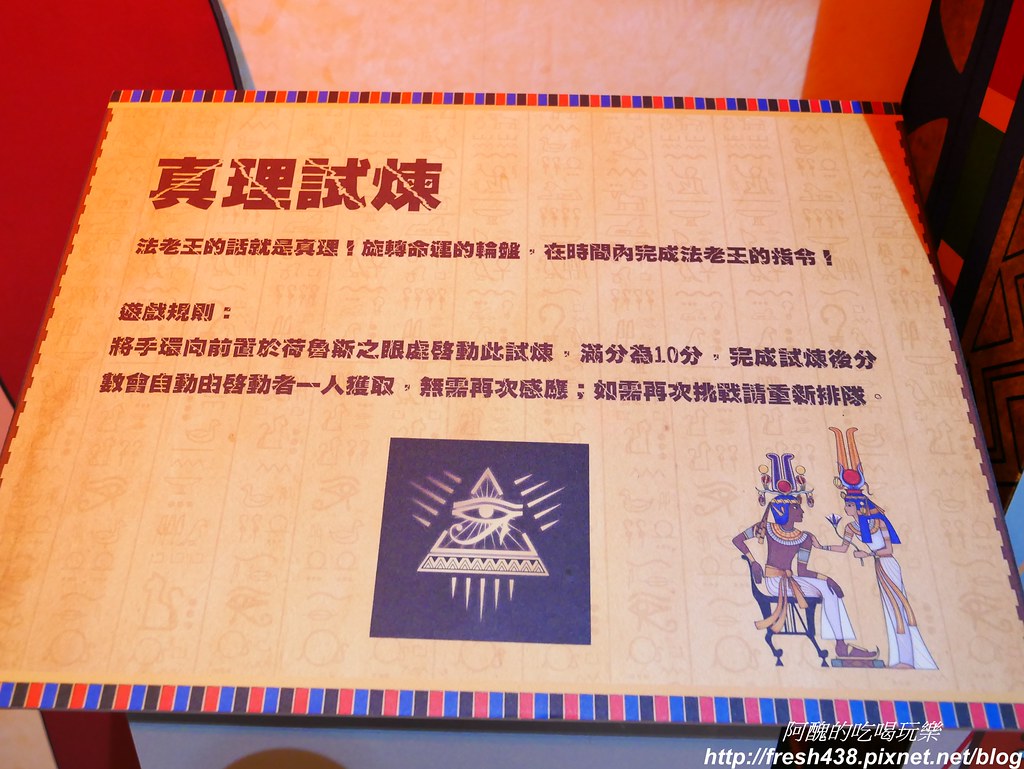 真理試煉
法老王的話就是真理！旋轉命運的輪盤，在時間內完成法老王的指令！
遊戲規則：
將手環向前置於荷魯斯之眼處啓動此試煉，滿分為10分，完成試煉後分
數會自動由啓動者一人獲取，無需再次感應；如需再次挑戰請重新排隊。
阿醜的吃喝玩樂
http://fresh438.pixnet.net/blog